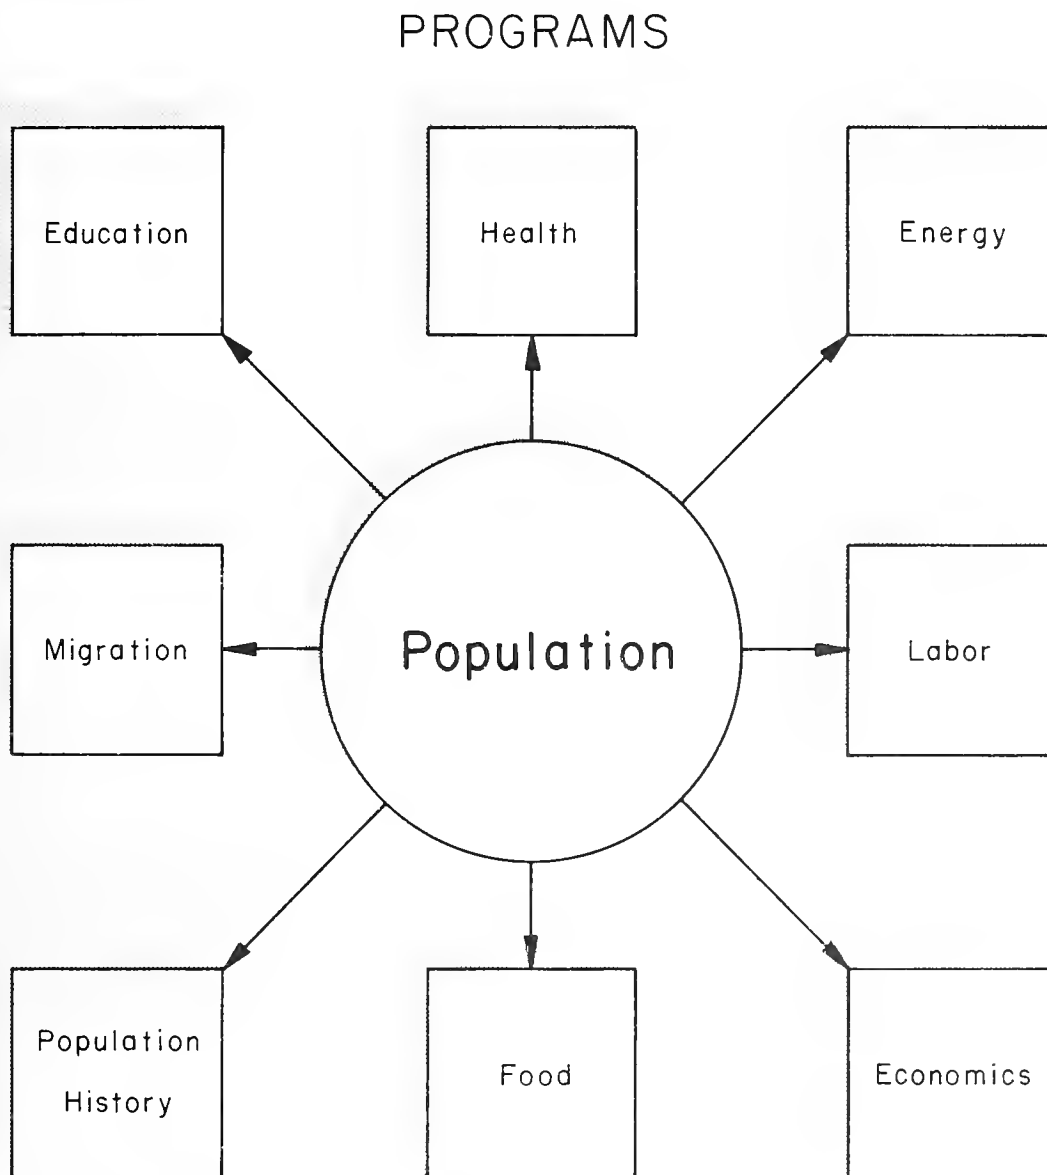 PROGRAMS
Education
Health
Energy
Migration
Population
Labor
Population
History
Food
Economics